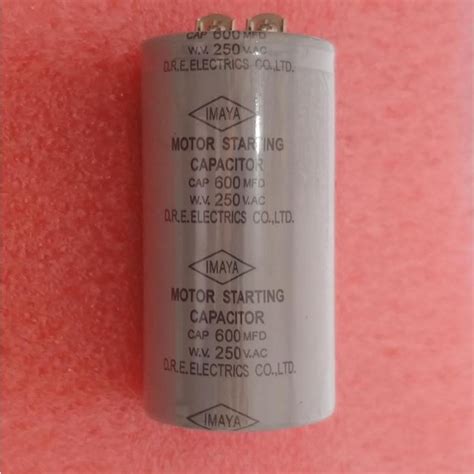 CAP 600 MFD
W.V. 250 V.AC
O.R.E.ELECTRICS CO.,LTD.
IMAYA
MOTOR STARTING
CAPACITOR
CAP 600 MFD
W.V. 250 V.AC
O.R.E.ELECTRICS CO.,LTD.
IMAYA
MOTOR STARTING
CAPACITOR
CAP 600 MFD
W.V. 250 V.AC
O.R.E.ELECTRICS CO.,LTD.
IMAYA